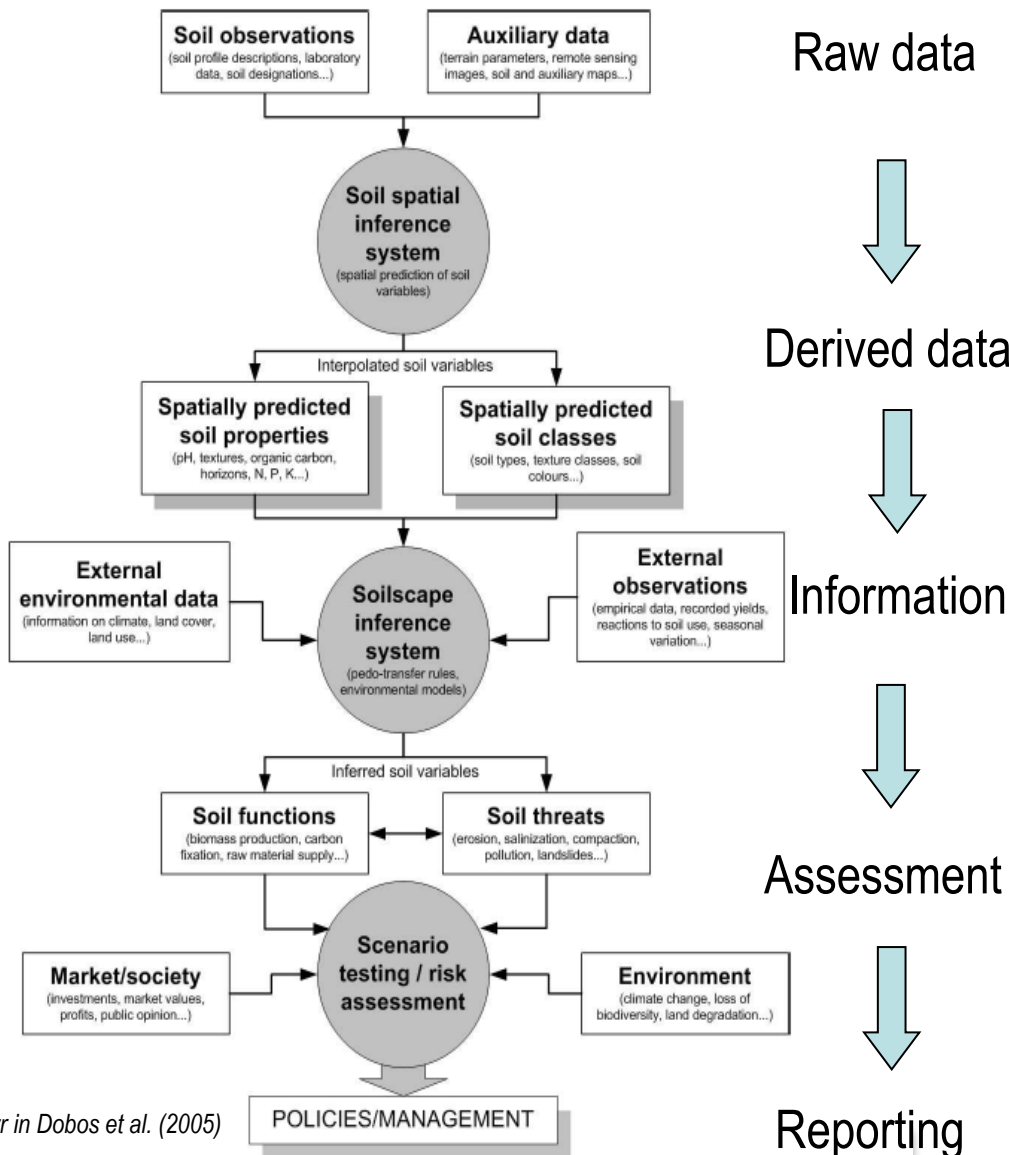 Soil observations
(soil profile descriptions, laboratory
data, soil designations...)
Auxiliary data
(terrain parameters, remote sensing
images, soil and auxiliary maps...)
Raw data
Soil spatial
inference
system
(spatial prediction of soil
variables)
Interpolated soil variables
Derived data
Spatially predicted
soil properties
(pH, textures, organic carbon,
horizons, N, P, K...)
Spatially predicted
soil classes
(soil types, texture classes, soil
colours...)
External
environmental data
(information on climate, land cover,
land use...)
Soilscape
inference
system
(pedo-transfer rules,
environmental models)
External
observations
(empirical data, recorded yields,
reactions to soil use, seasonal
variation...)
Information
Inferred soil variables
Soil functions
(biomass production, carbon
fixation, raw material supply...)
Soil threats
(erosion, salinization, compaction,
pollution, landslides...)
Assessment
Market/society
(investments, market values,
profits, public opinion...)
Scenario
testing / risk
assessment
Environment
(climate change, loss of
biodiversity, land degradation...)
in Dobos et al. (2005)
POLICIES/MANAGEMENT
Reporting